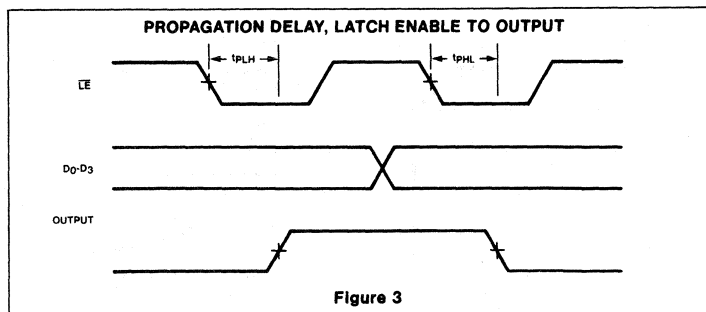 PROPAGATION DELAY, LATCH ENABLE TO OUTPUT
tPLH
tPHL
LE
D0-D3
OUTPUT
Figure 3